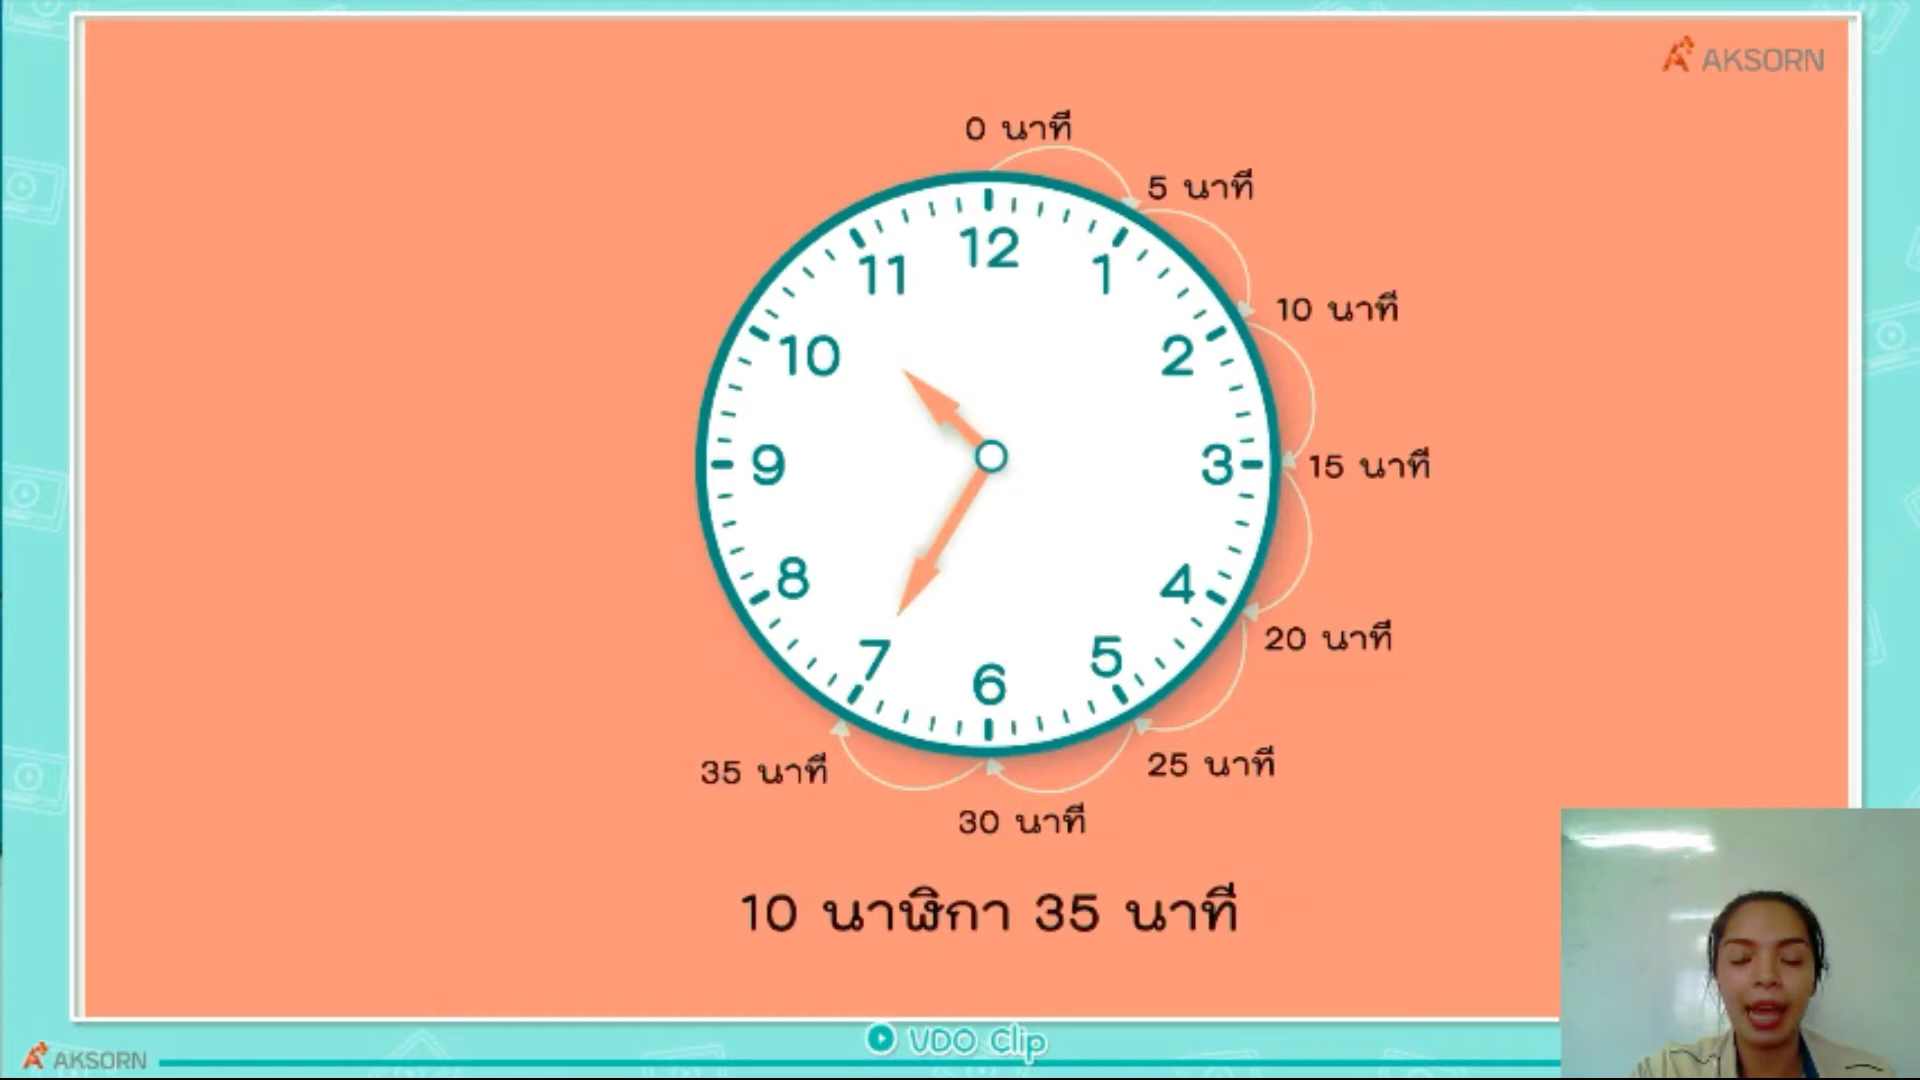 AKSORN
0 นาที
5 นาที
10 นาที
15 นาที
20 นาที
25 นาที
30 นาที
35 นาที
12
1
2
3
4
5
6
7
8
9
10
11
10 นาฬิกา 35 นาที
VDO Clip
AKSORN